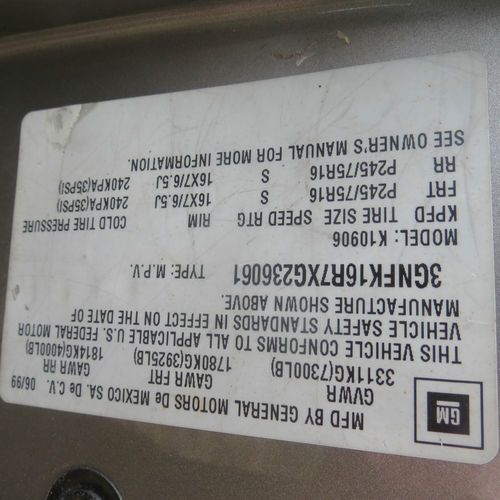 GM
MFD BY GENERAL MOTORS DE MEXICO SA. De C.V. 06/99
GVWR GAWR FRT GAWR RR
3311KG(7300LB) 1780KG(3925LB) 1814KG(4000LB)
THIS VEHICLE CONFORMS TO ALL APPLICABLE U.S. FEDERAL MOTOR
VEHICLE SAFETY STANDARDS IN EFFECT ON THE DATE OF
MANUFACTURE SHOWN ABOVE.
3GNFK16R7XG236061 TYPE: M.P.V.
MODEL: K10906
KPFD TIRE SIZE SPEED RTG RIM COLD TIRE PRESSURE
FRT P245/75R16 S 16X7/6.5J 240KPA(35PSI)
RR P245/75R16 S 16X7/6.5J 240KPA(35PSI)
SEE OWNER'S MANUAL FOR MORE INFORMATION.